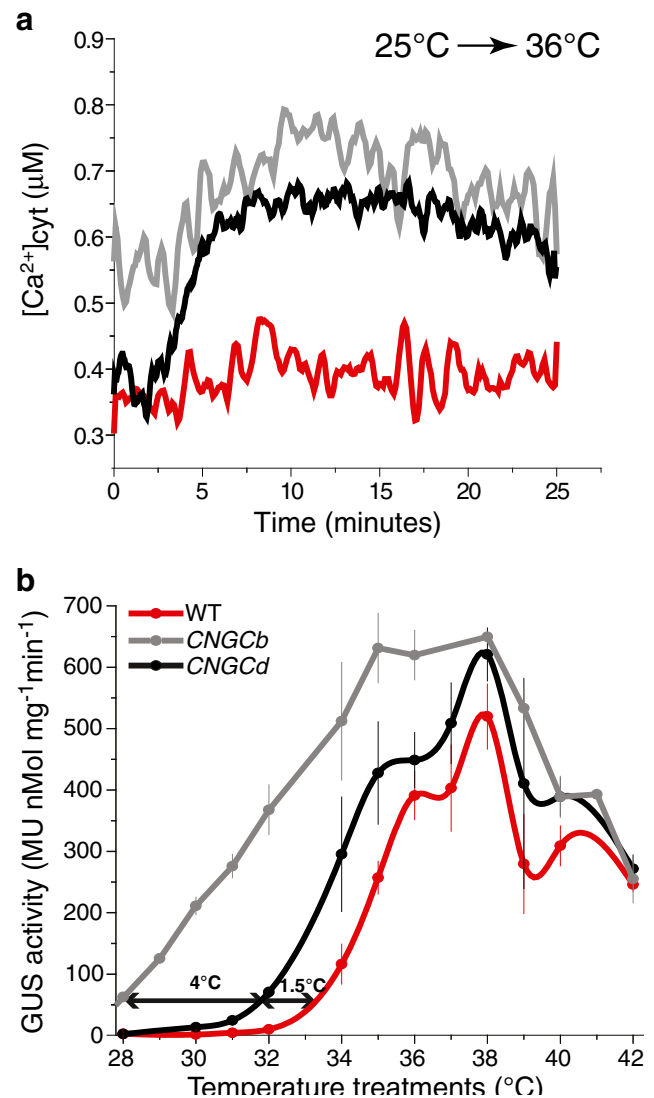 a
25°C → 36°C
0.9
0.8
0.7
0.6
0.5
0.4
0.3
[Ca²⁺]cyt (μM)
0 5 10 15 20 25
Time (minutes)
b
WT
CNGCb
CNGCd
700
600
500
400
300
200
100
0
GUS activity (MU nMol mg⁻¹min⁻¹)
4°C 1.5°C
28 30 32 34 36 38 40 42
Temperature treatments (°C)